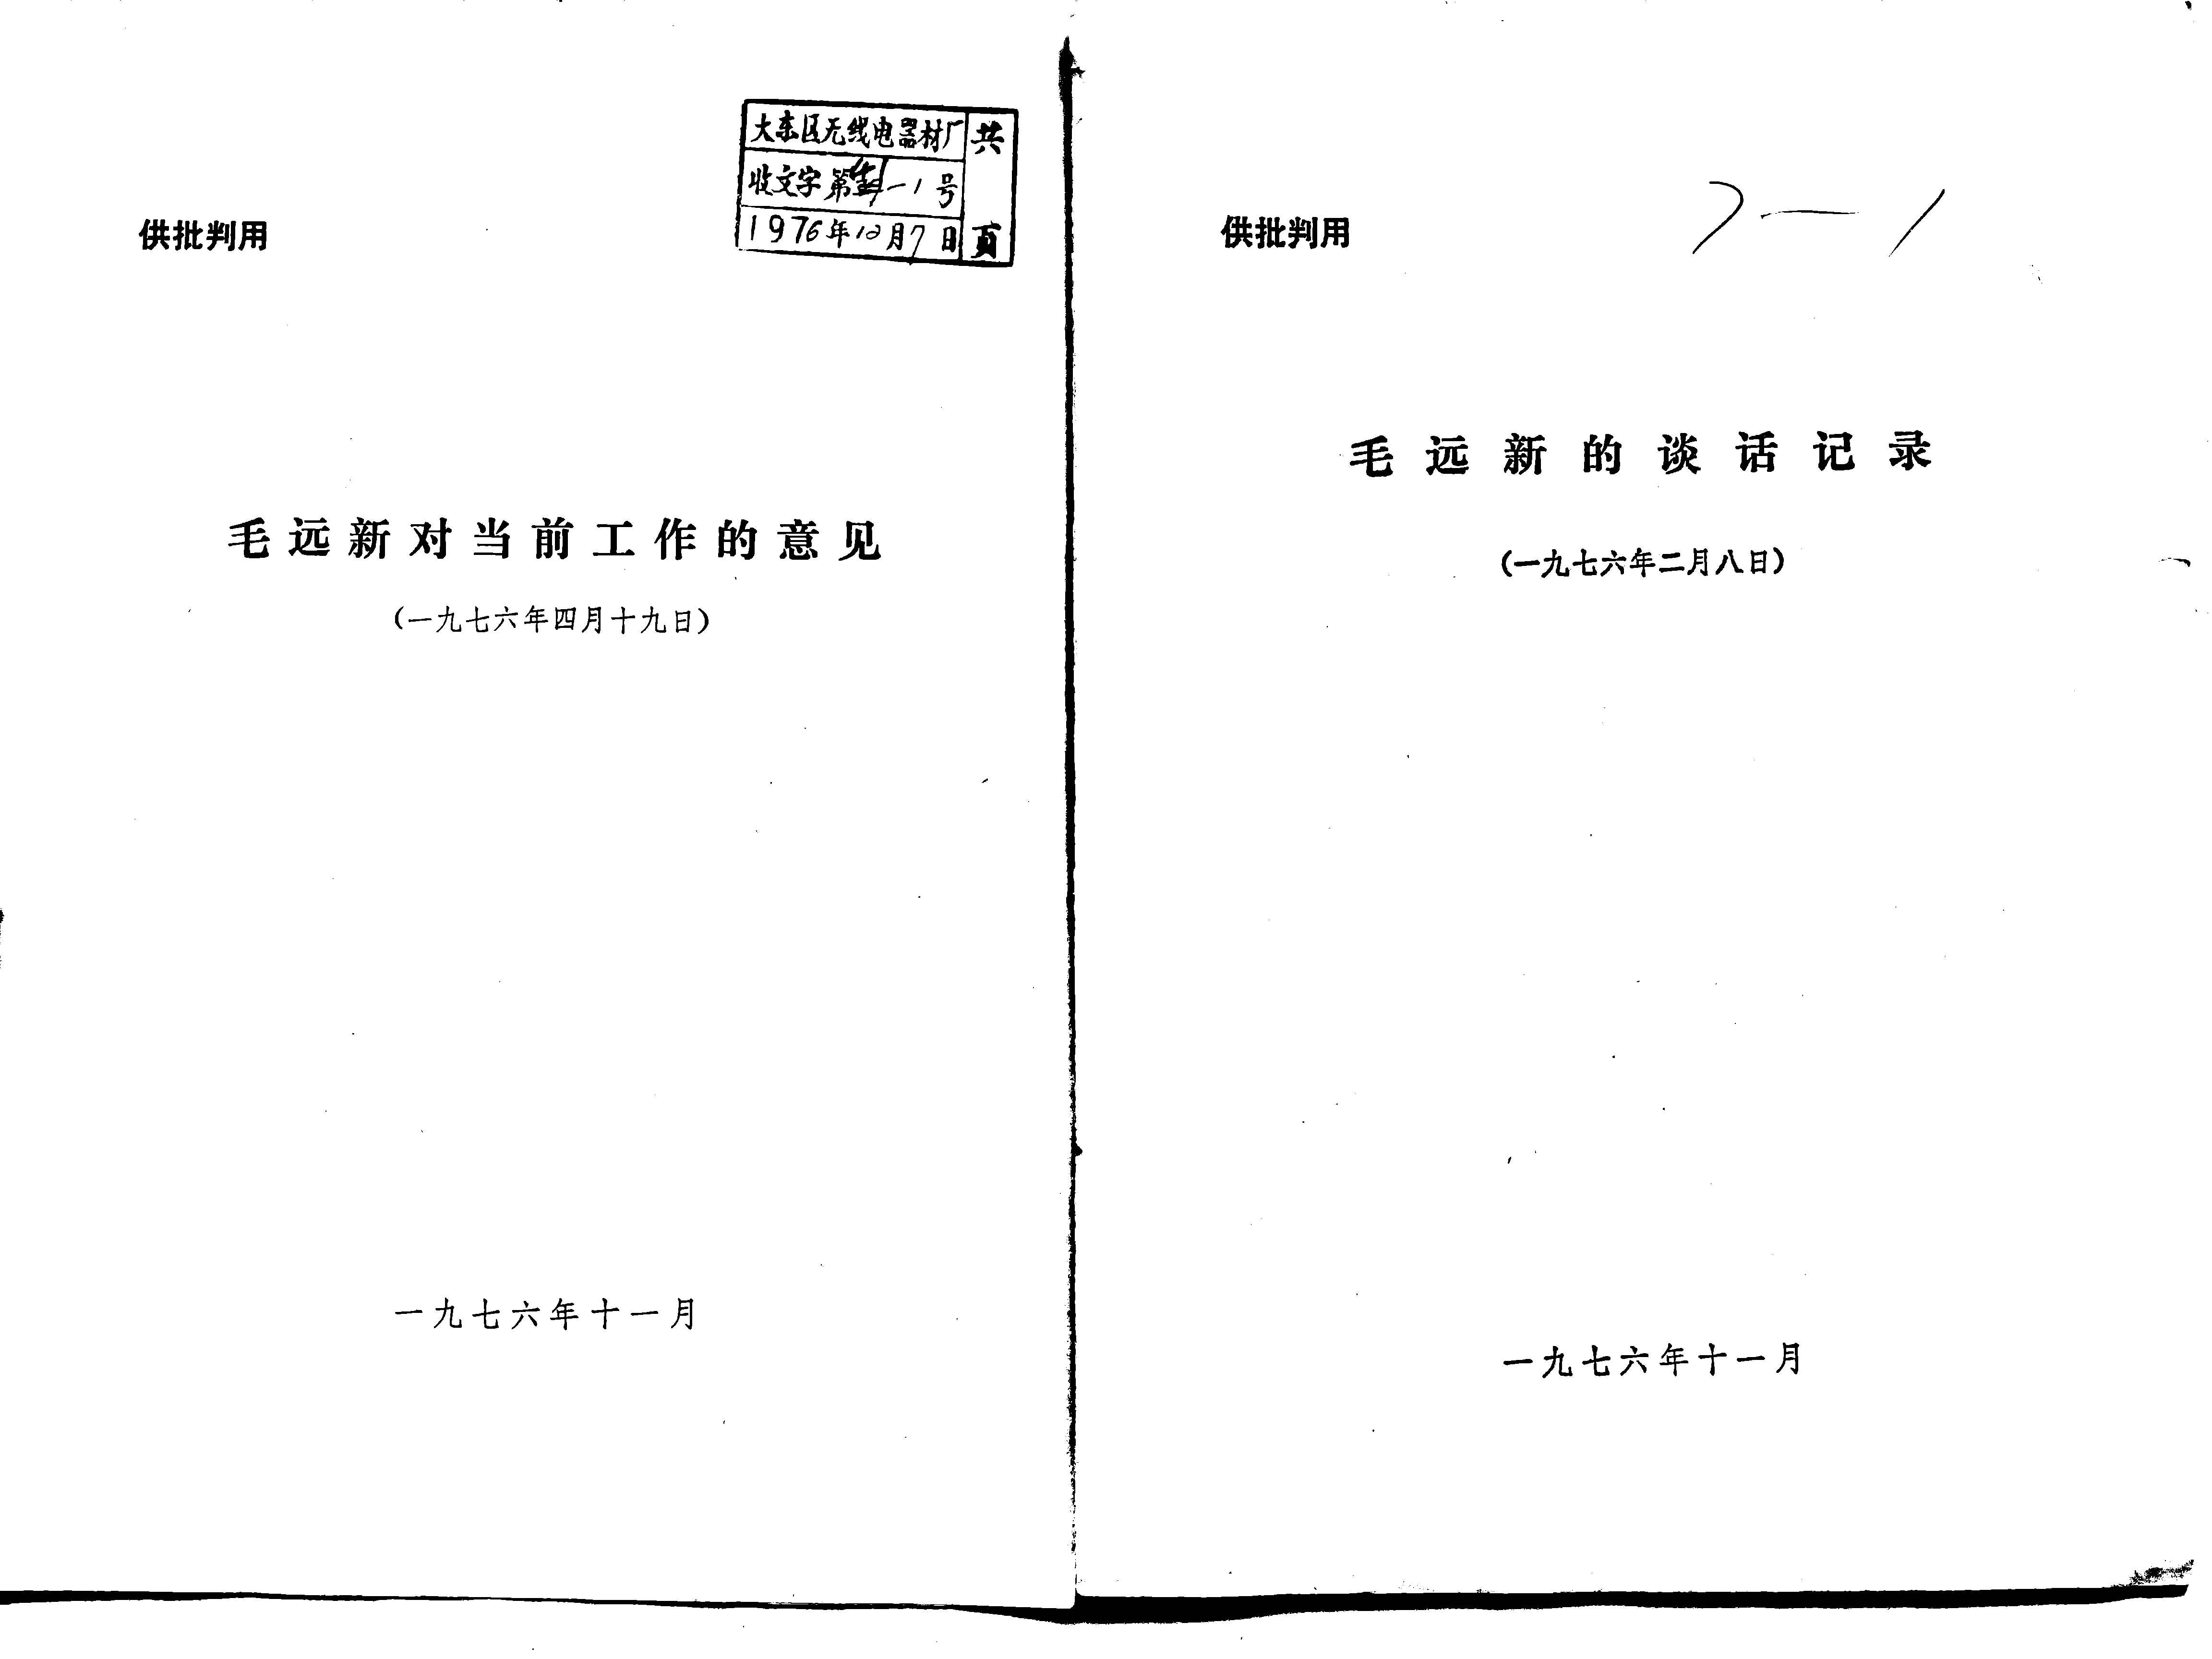 供批判用
大东区无线电器材厂
收文字第 -1号
1976年12月7日
共 页
毛远新对当前工作的意见
（一九七六年四月十九日）
一九七六年十一月
供批判用
7-1
毛远新的谈话记录
（一九七六年二月八日）
一九七六年十一月